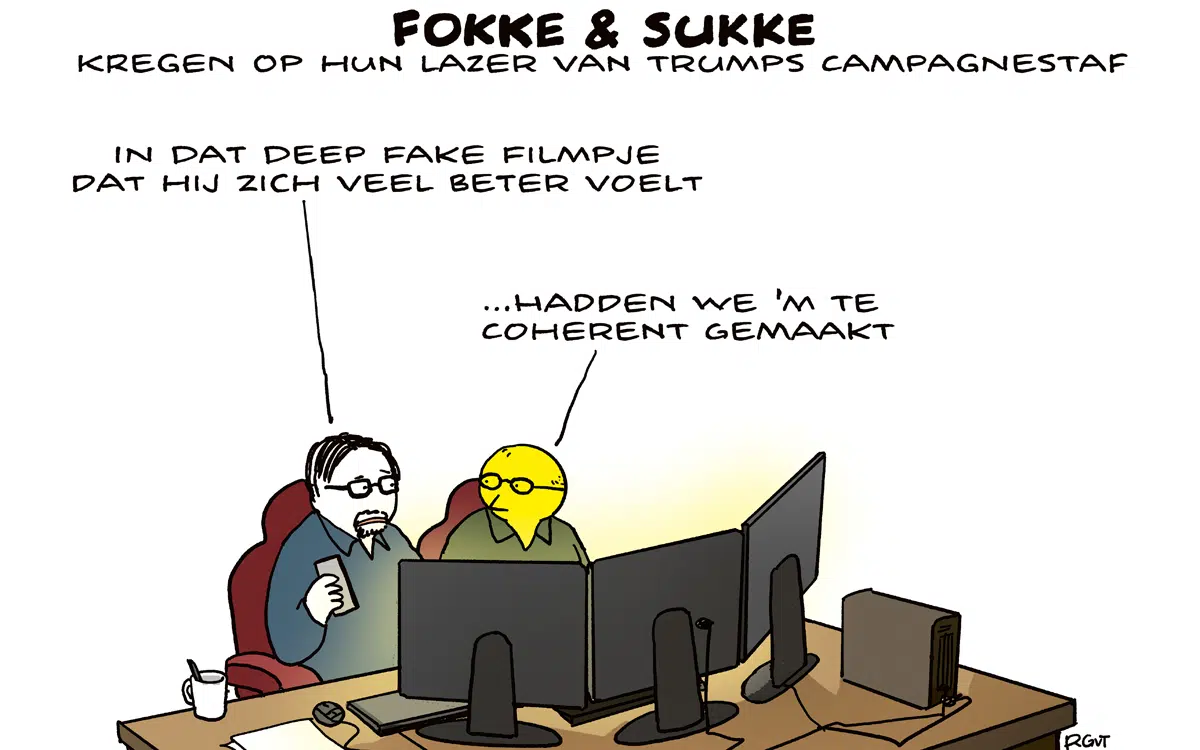 FOKKE & SUKKE
KREGEN OP HUN LAZER VAN TRUMPS CAMPAGNESTAF
IN DAT DEEP FAKE FILMPJE
DAT HIJ ZICH VEEL BETER VOELT
...HADDEN WE 'M TE
COHERENT GEMAAKT
RGVT